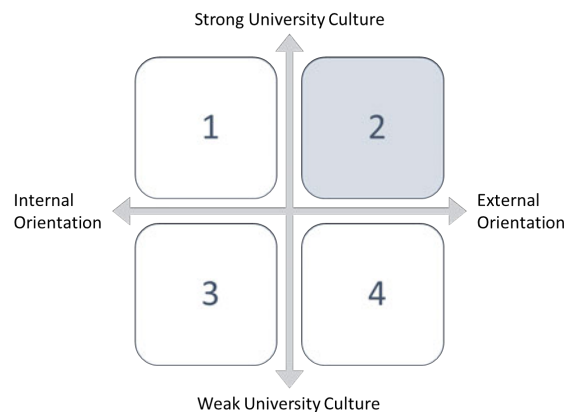 Strong University Culture
1
2
Internal
Orientation
External
Orientation
3
4
Weak University Culture